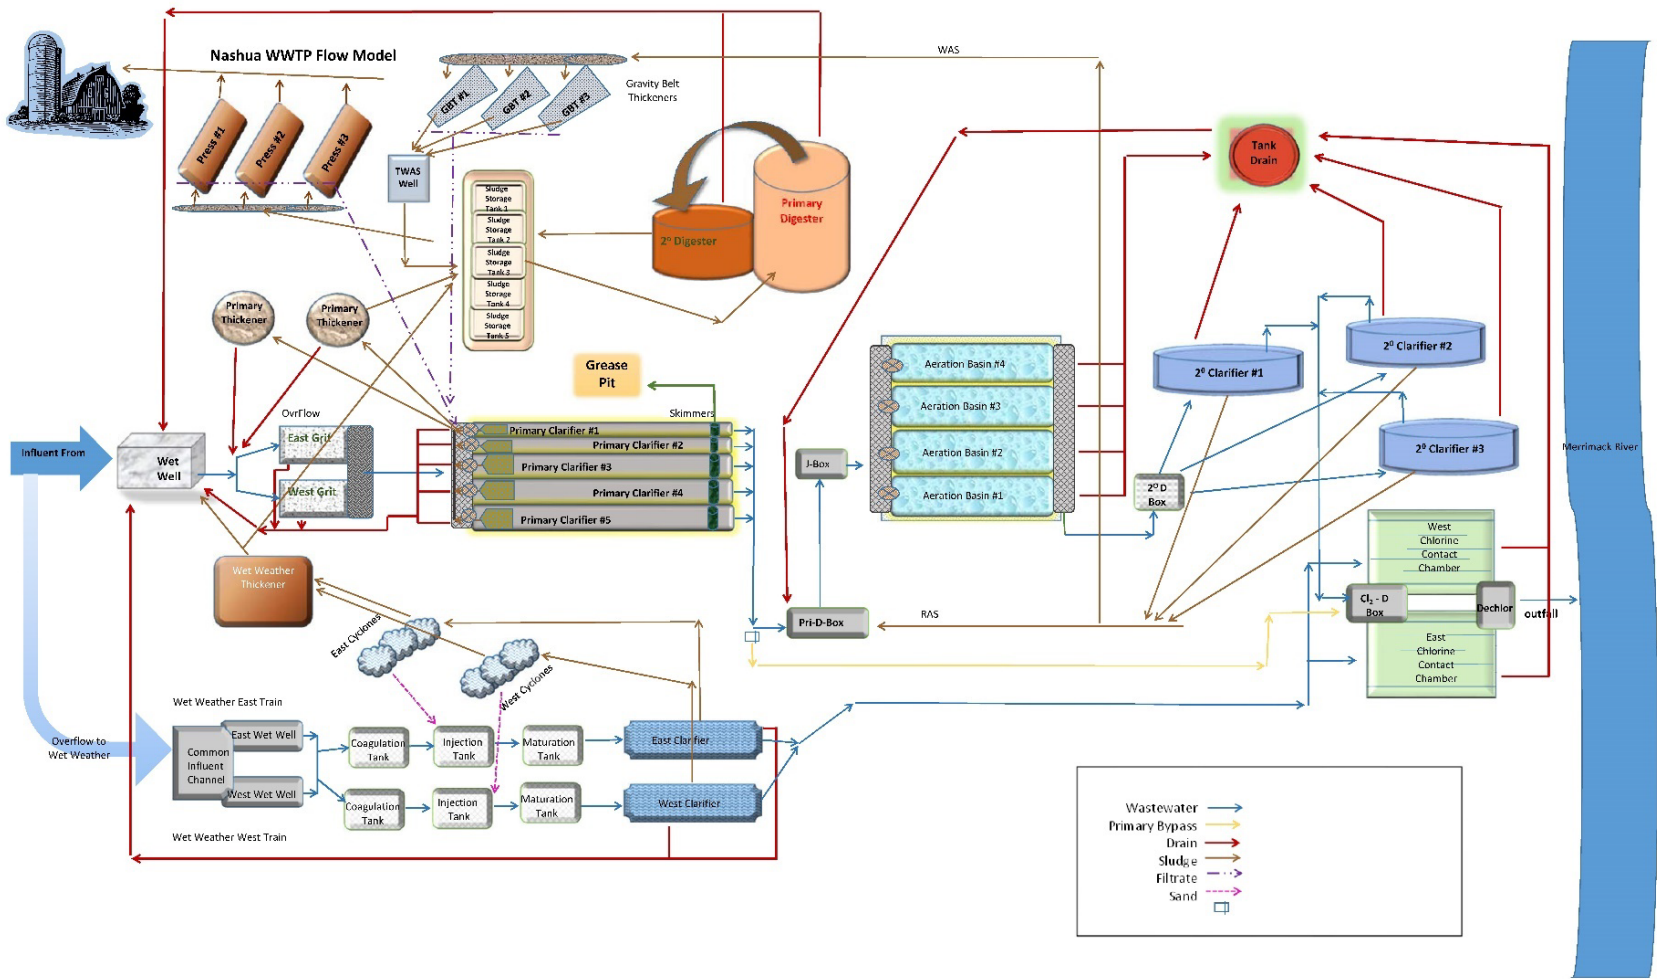 Nashua WWTP Flow Model
WAS
Gravity Belt
Thickeners
GBT #1
GBT #2
GBT #3
Press #1
Press #2
Press #3
TWAS
Well
Sludge
Storage
Tank 1
Sludge
Storage
Tank 2
Sludge
Storage
Tank 3
Sludge
Storage
Tank 4
Sludge
Storage
Tank 5
2⁰ Digester
Primary
Digester
Tank
Drain
Primary
Thickener
Primary
Thickener
Grease
Pit
Skimmers
OvrFlow
Influent From
Wet
Well
East Grit
West Grit
Primary Clarifier #1
Primary Clarifier #2
Primary Clarifier #3
Primary Clarifier #4
Primary Clarifier #5
J-Box
Aeration Basin #4
Aeration Basin #3
Aeration Basin #2
Aeration Basin #1
2⁰ Clarifier #1
2⁰ Clarifier #2
2⁰ Clarifier #3
2⁰ D
Box
Merrimack River
West
Chlorine
Contact
Chamber
Cl₂ - D
Box
Dechlor
outfall
East
Chlorine
Contact
Chamber
Wet Weather
Thickener
Pri-D-Box
RAS
East Cyclones
West Cyclones
Wet Weather East Train
Overflow to
Wet Weather
Common
Influent
Channel
East Wet Well
West Wet Well
Coagulation
Tank
Injection
Tank
Maturation
Tank
East Clarifier
Coagulation
Tank
Injection
Tank
Maturation
Tank
West Clarifier
Wet Weather West Train
Wastewater
Primary Bypass
Drain
Sludge
Filtrate
Sand